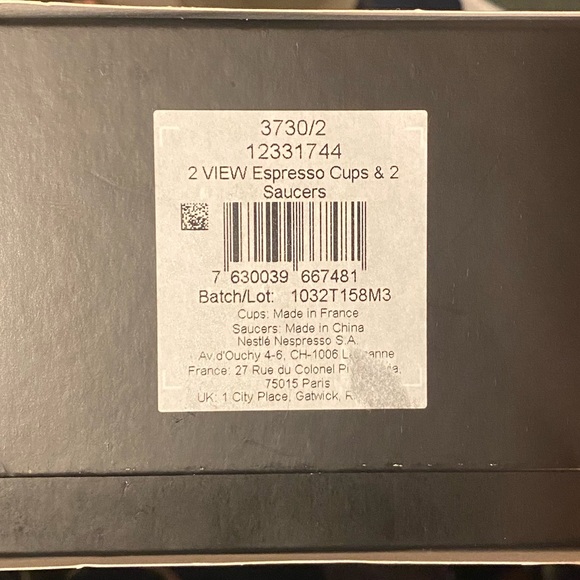 3730/2
12331744
2 VIEW Espresso Cups & 2
Saucers
7 630039 667481
Batch/Lot: 1032T158M3
Cups: Made in France
Saucers: Made in China
Nestlé Nespresso S.A.
Av.d'Ouchy 4-6, CH-1006
France: 27 Rue du Colonel
75015 Paris
UK: 1 City Place, Gatwick,